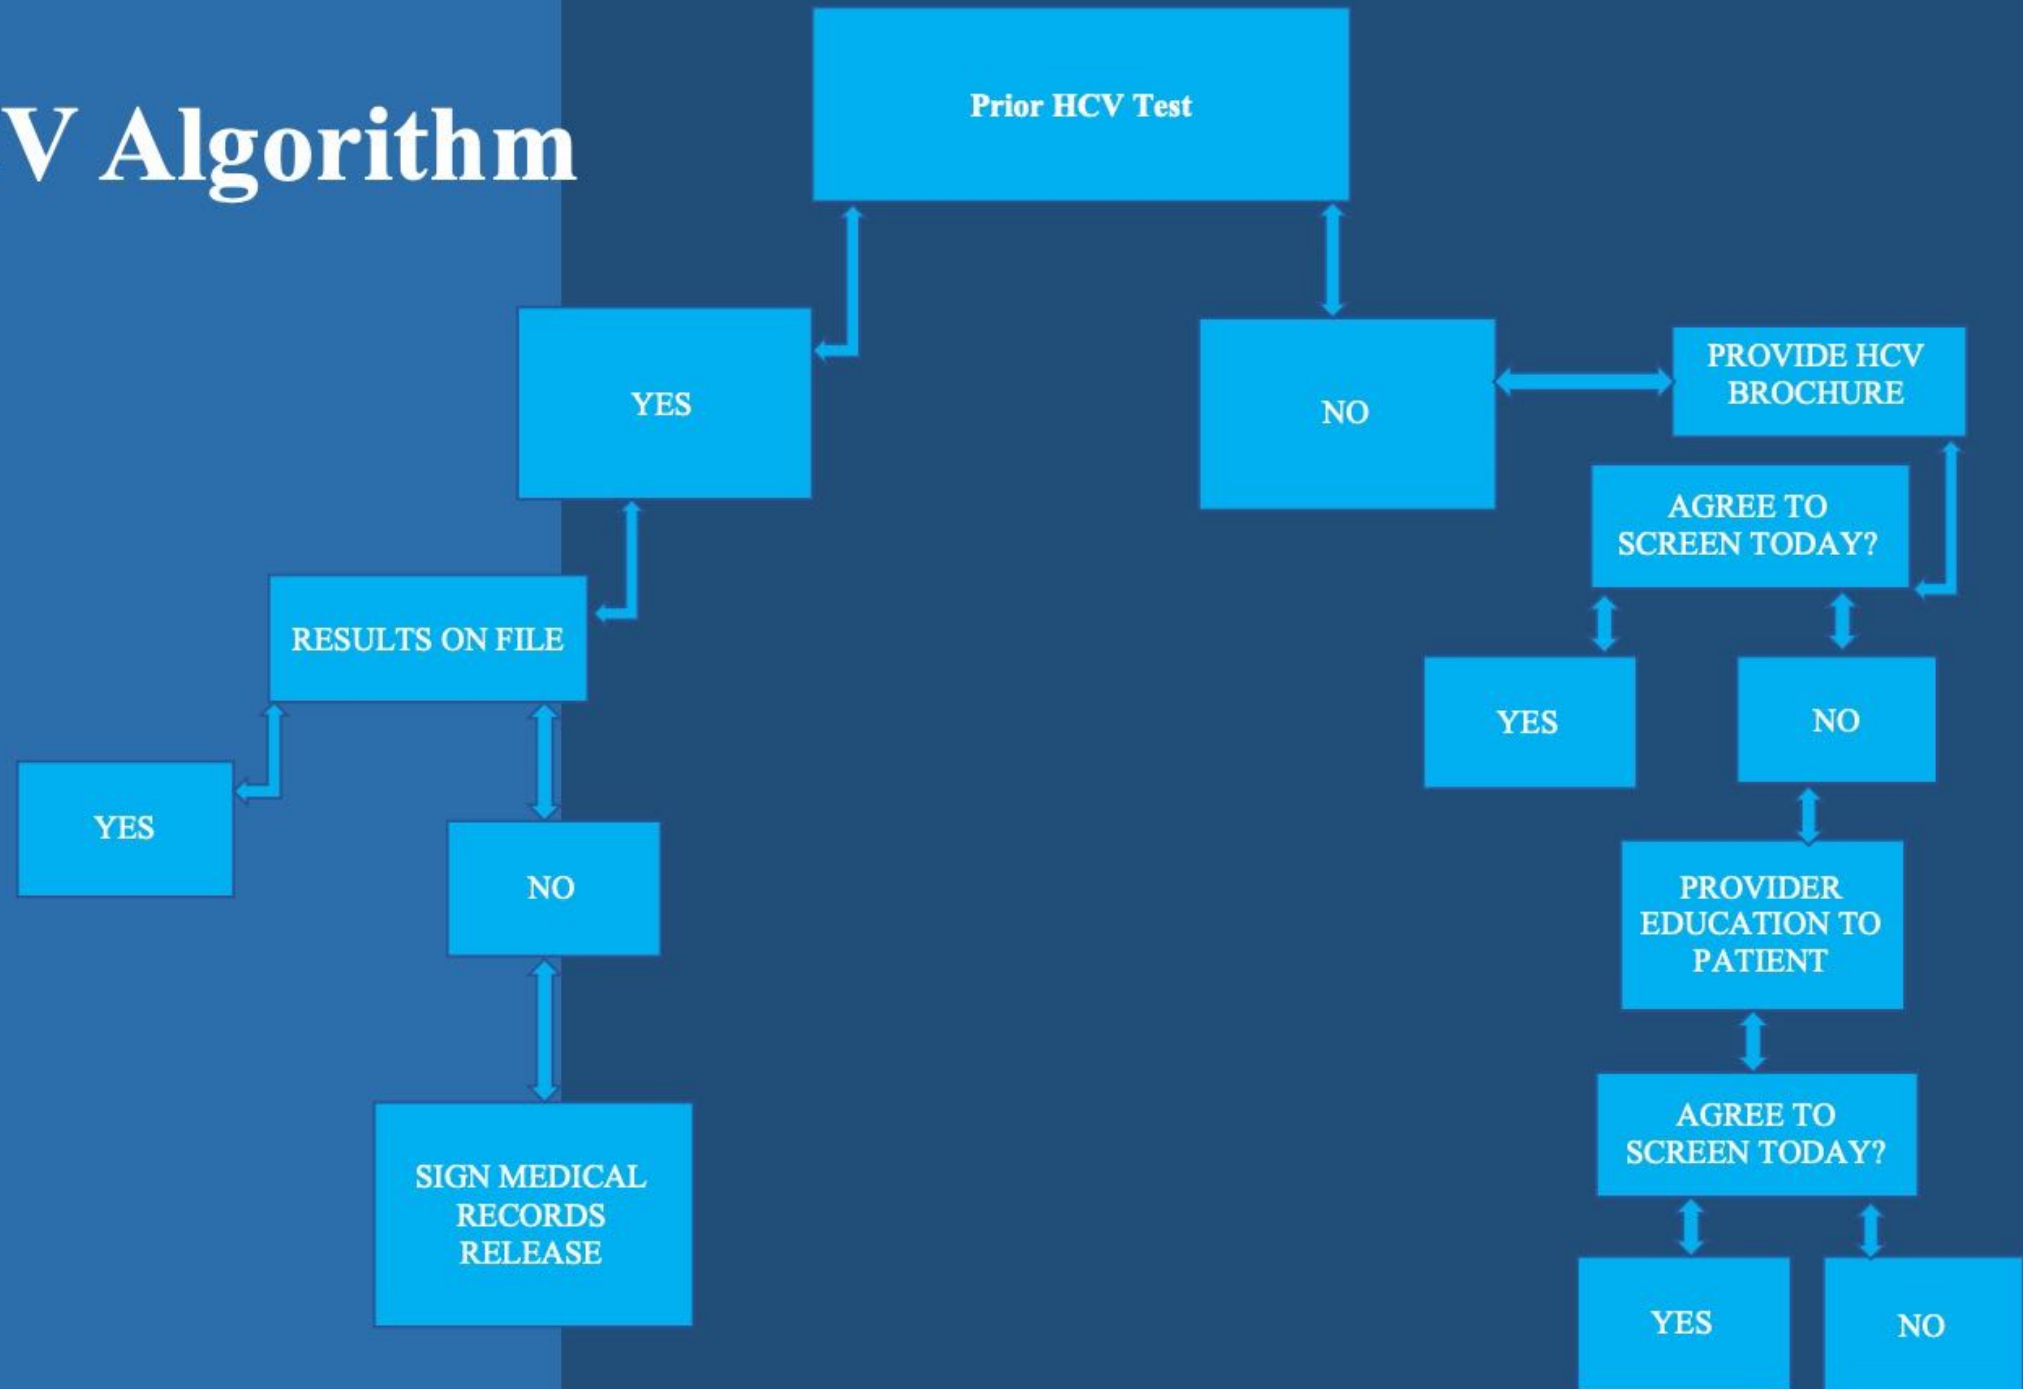 V Algorithm
Prior HCV Test
YES
NO
PROVIDE HCV
BROCHURE
AGREE TO
SCREEN TODAY?
RESULTS ON FILE
YES
NO
YES
NO
PROVIDER
EDUCATION TO
PATIENT
SIGN MEDICAL
RECORDS
RELEASE
AGREE TO
SCREEN TODAY?
YES
NO